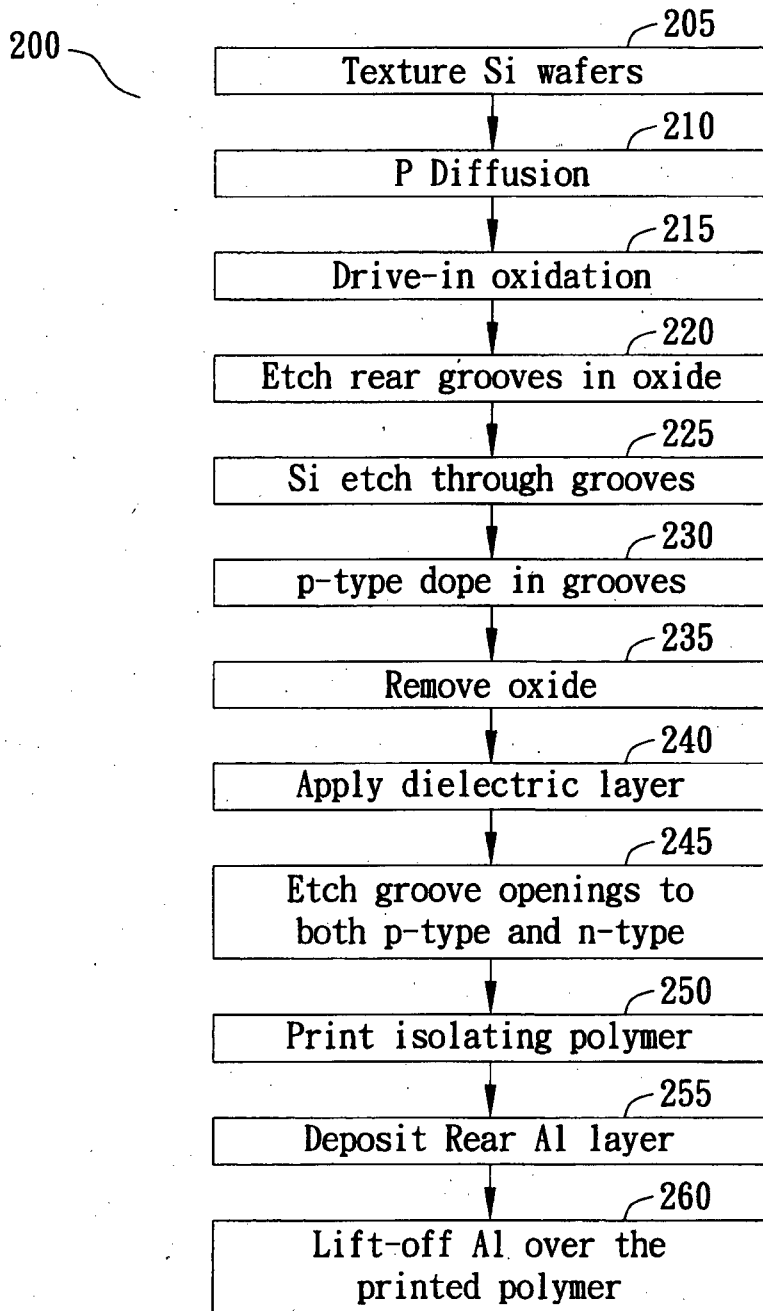 200
205
Texture Si wafers
210
P Diffusion
215
Drive-in oxidation
220
Etch rear grooves in oxide
225
Si etch through grooves
230
p-type dope in grooves
235
Remove oxide
240
Apply dielectric layer
245
Etch groove openings to
both p-type and n-type
250
Print isolating polymer
255
Deposit Rear Al layer
260
Lift-off Al over the
printed polymer